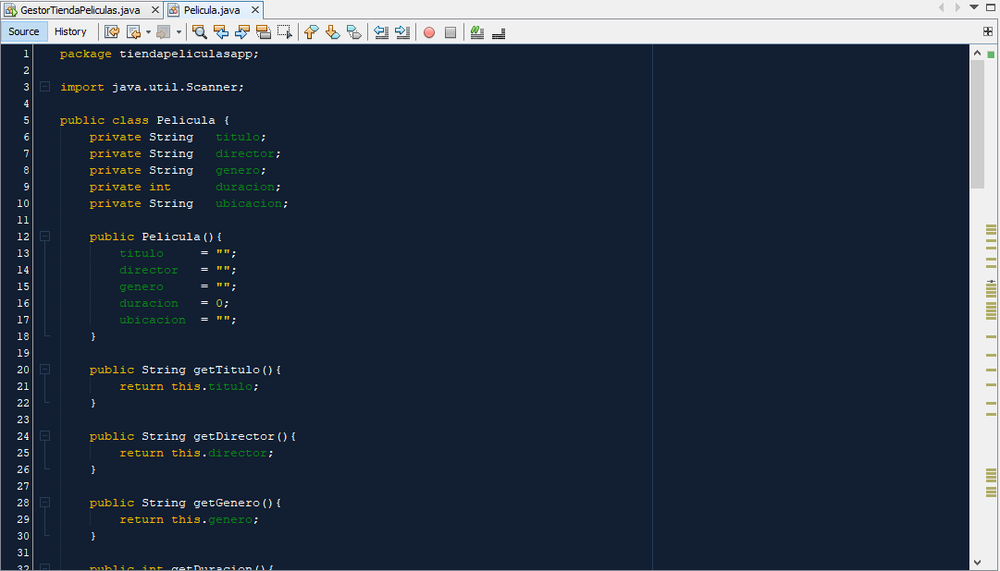 GestorTiendaPeliculas.java Pelicula.java
Source History
1 package tiendapeliculasapp;
2
3 import java.util.Scanner;
4
5 public class Pelicula {
6 private String titulo;
7 private String director;
8 private String genero;
9 private int duracion;
10 private String ubicacion;
11
12 public Pelicula(){
13 titulo = "";
14 director = "";
15 genero = "";
16 duracion = 0;
17 ubicacion = "";
18 }
19
20 public String getTitulo(){
21 return this.titulo;
22 }
23
24 public String getDirector(){
25 return this.director;
26 }
27
28 public String getGenero(){
29 return this.genero;
30 }
31
32 public int getDuracion(){